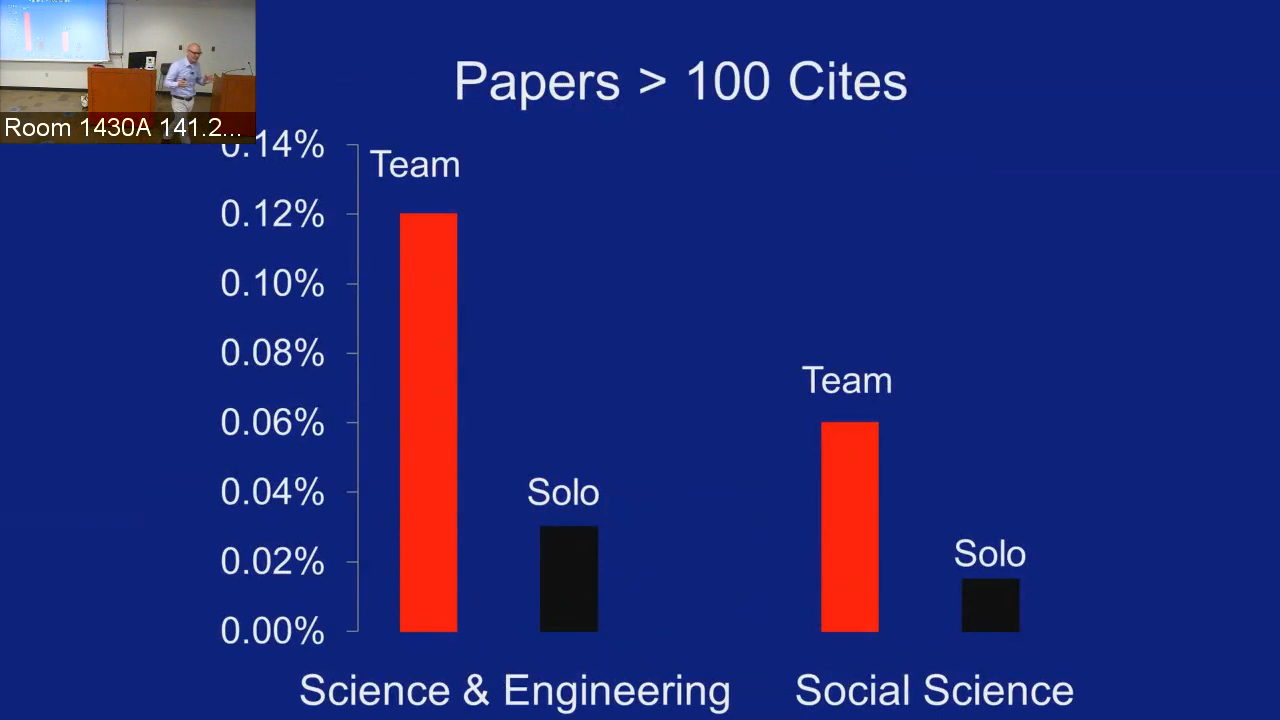 Papers > 100 Cites
Room 1430A 141.2...
0.14%
Team
0.12%
0.10%
0.08%
Team
0.06%
0.04%
Solo
0.02%
Solo
0.00%
Science & Engineering
Social Science